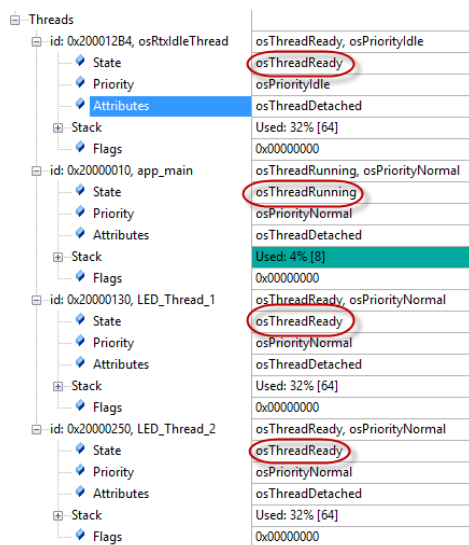 Threads
id: 0x200012B4, osRtxIdleThread osThreadReady, osPriorityIdle
State osThreadReady
Priority osPriorityIdle
Attributes osThreadDetached
Stack Used: 32% [64]
Flags 0x00000000
id: 0x20000010, app_main osThreadRunning, osPriorityNormal
State osThreadRunning
Priority osPriorityNormal
Attributes osThreadDetached
Stack Used: 4% [8]
Flags 0x00000000
id: 0x20000130, LED_Thread_1 osThreadReady, osPriorityNormal
State osThreadReady
Priority osPriorityNormal
Attributes osThreadDetached
Stack Used: 32% [64]
Flags 0x00000000
id: 0x20000250, LED_Thread_2 osThreadReady, osPriorityNormal
State osThreadReady
Priority osPriorityNormal
Attributes osThreadDetached
Stack Used: 32% [64]
Flags 0x00000000